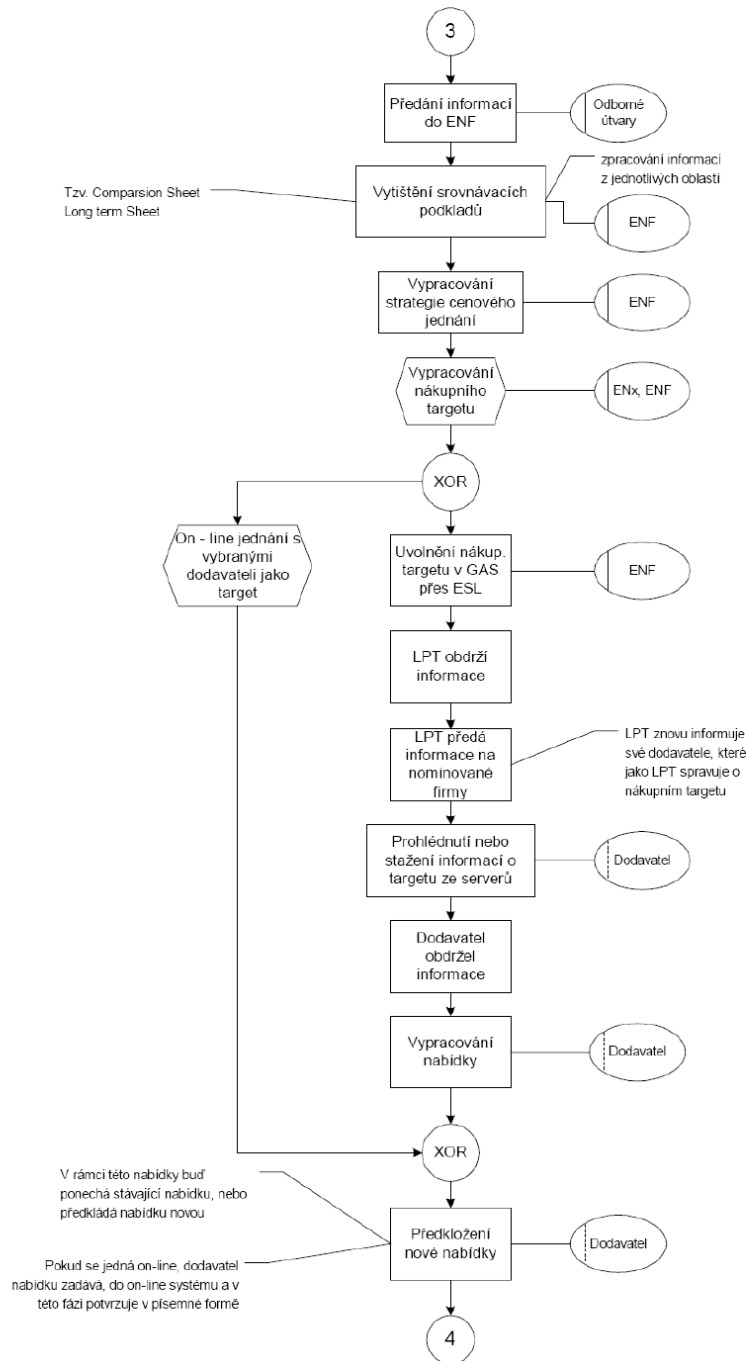 3
Předání informací
do ENF
Odborné
útvary
Tzv. Comparsion Sheet
Long term Sheet
Vytištění srovnávacích
podkladů
zpracování informací
z jednotlivých oblastí
ENF
Vypracování
strategie cenového
jednání
ENF
Vypracování
nákupního
targetu
ENx, ENF
XOR
On - line jednání s
vybranými
dodavateli jako
target
Uvolnění nákup.
targetu v GAS
přes ESL
ENF
LPT obdrží
informace
LPT předá
informace na
nominované
firmy
LPT znovu informuje
své dodavatele, které
jako LPT spravuje o
nákupním targetu
Prohlédnutí nebo
stažení informací o
targetu ze serverů
Dodavatel
Dodavatel
obdržel
informace
Vypracování
nabídky
Dodavatel
XOR
V rámci této nabídky buď
ponechá stávající nabídku, nebo
předkládá nabídku novou
Předkložení
nové nabídky
Dodavatel
Pokud se jedná on-line, dodavatel
nabídku zadává, do on-line systému a v
této fázi potvrzuje v písemné formě
4